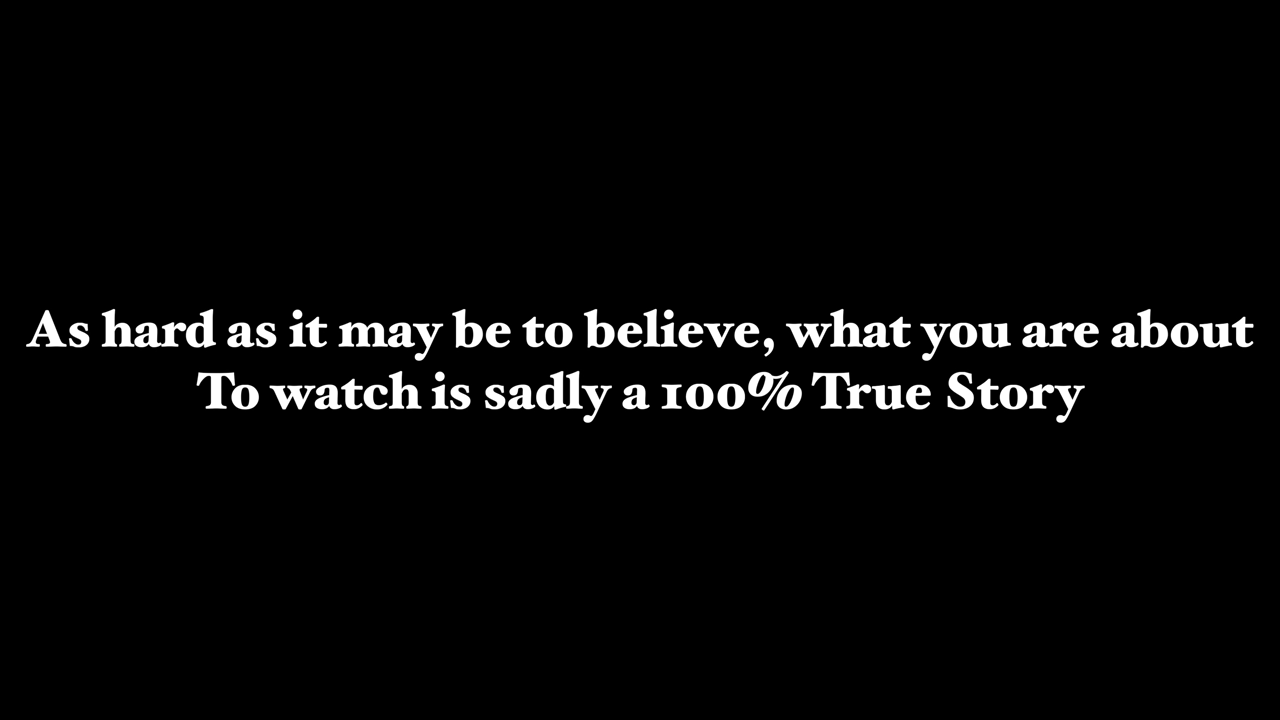 As hard as it may be to believe, what you are about
To watch is sadly a 100% True Story